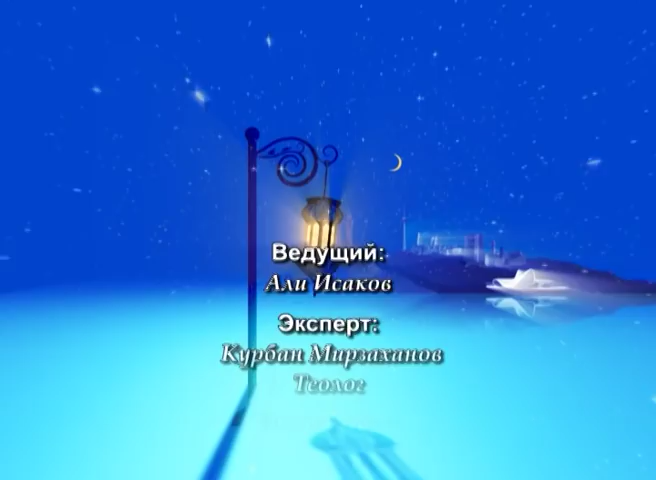 Ведущий:
Али Исаков
Эксперт:
Курбан Мирзаханов
Теолог